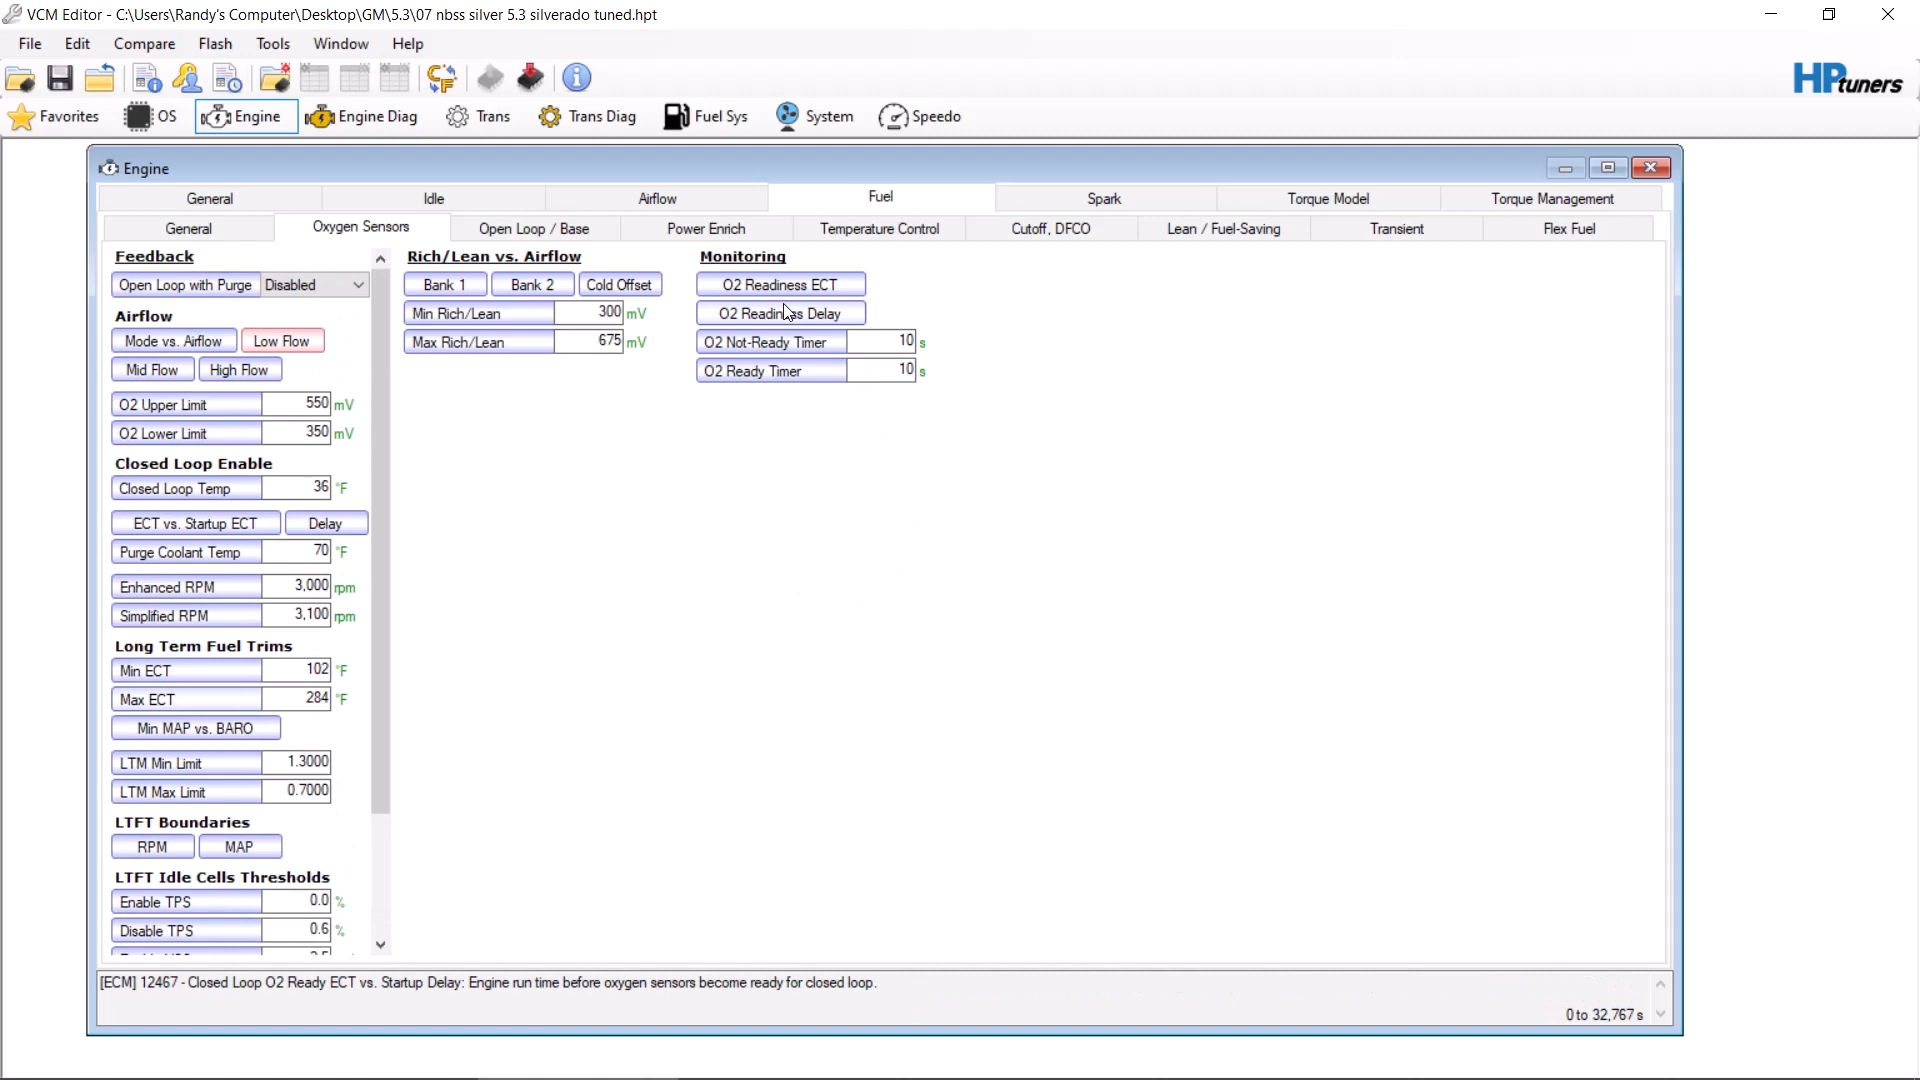 VCM Editor - C:\Users\Randy's Computer\Desktop\GM\5.3\07 nbss silver 5.3 silverado tuned.hpt
File Edit Compare Flash Tools Window Help
HPtuners
Favorites OS Engine Engine Diag Trans Trans Diag Fuel Sys System Speedo
Engine
General Idle Airflow Fuel Spark Torque Model Torque Management
General Oxygen Sensors Open Loop / Base Power Enrich Temperature Control Cutoff, DFCO Lean / Fuel-Saving Transient Flex Fuel
Feedback
Open Loop with Purge Disabled
Airflow
Mode vs. Airflow Low Flow
Mid Flow High Flow
O2 Upper Limit 550 mV
O2 Lower Limit 350 mV
Closed Loop Enable
Closed Loop Temp 36 °F
ECT vs. Startup ECT Delay
Purge Coolant Temp 70 °F
Enhanced RPM 3,000 rpm
Simplified RPM 3,100 rpm
Long Term Fuel Trims
Min ECT 102 °F
Max ECT 284 °F
Min MAP vs. BARO
LTM Min Limit 1.3000
LTM Max Limit 0.7000
LTFT Boundaries
RPM MAP
LTFT Idle Cells Thresholds
Enable TPS 0.0 %
Disable TPS 0.6 %
Rich/Lean vs. Airflow
Bank 1 Bank 2 Cold Offset
Min Rich/Lean 300 mV
Max Rich/Lean 675 mV
Monitoring
O2 Readiness ECT
O2 Readiness Delay
O2 Not-Ready Timer 10 s
O2 Ready Timer 10 s
[ECM] 12467 - Closed Loop O2 Ready ECT vs. Startup Delay: Engine run time before oxygen sensors become ready for closed loop.
0 to 32,767 s